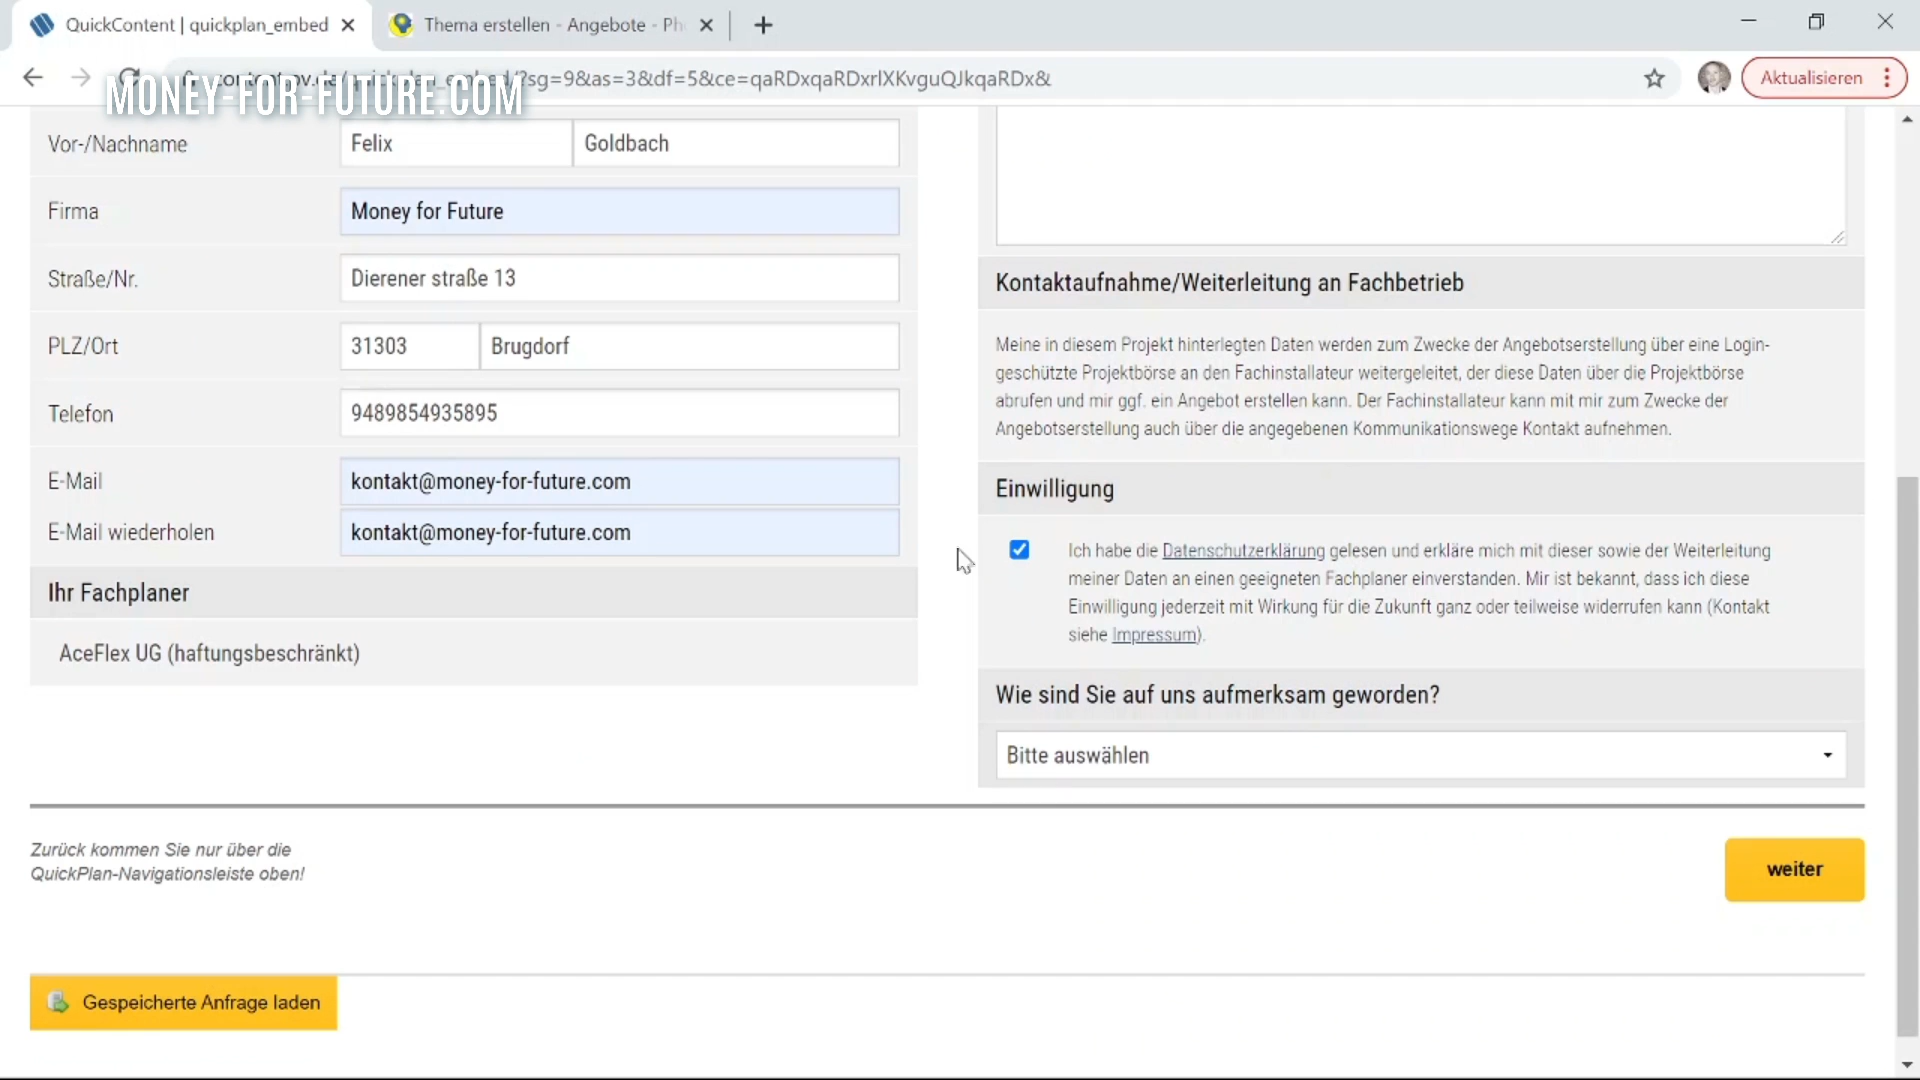 QuickContent | quickplan_embed
Thema erstellen - Angebote - Ph
/?sg=9&as=3&df=5&ce=qaRDxqaRDxrlXKvguQJkqaRDx&
Aktualisieren
MONEY-FOR-FUTURE.COM
Vor-/Nachname
Felix
Goldbach
Firma
Money for Future
Straße/Nr.
Dierener straße 13
PLZ/Ort
31303
Brugdorf
Telefon
9489854935895
E-Mail
kontakt@money-for-future.com
E-Mail wiederholen
kontakt@money-for-future.com
Ihr Fachplaner
AceFlex UG (haftungsbeschränkt)
Kontaktaufnahme/Weiterleitung an Fachbetrieb
Meine in diesem Projekt hinterlegten Daten werden zum Zwecke der Angebotserstellung über eine Login-
geschützte Projektbörse an den Fachinstallateur weitergeleitet, der diese Daten über die Projektbörse
abrufen und mir ggf. ein Angebot erstellen kann. Der Fachinstallateur kann mit mir zum Zwecke der
Angebotserstellung auch über die angegebenen Kommunikationswege Kontakt aufnehmen.
Einwilligung
Ich habe die Datenschutzerklärung gelesen und erkläre mich mit dieser sowie der Weiterleitung
meiner Daten an einen geeigneten Fachplaner einverstanden. Mir ist bekannt, dass ich diese
Einwilligung jederzeit mit Wirkung für die Zukunft ganz oder teilweise widerrufen kann (Kontakt
siehe Impressum).
Wie sind Sie auf uns aufmerksam geworden?
Bitte auswählen
Zurück kommen Sie nur über die
QuickPlan-Navigationsleiste oben!
weiter
Gespeicherte Anfrage laden